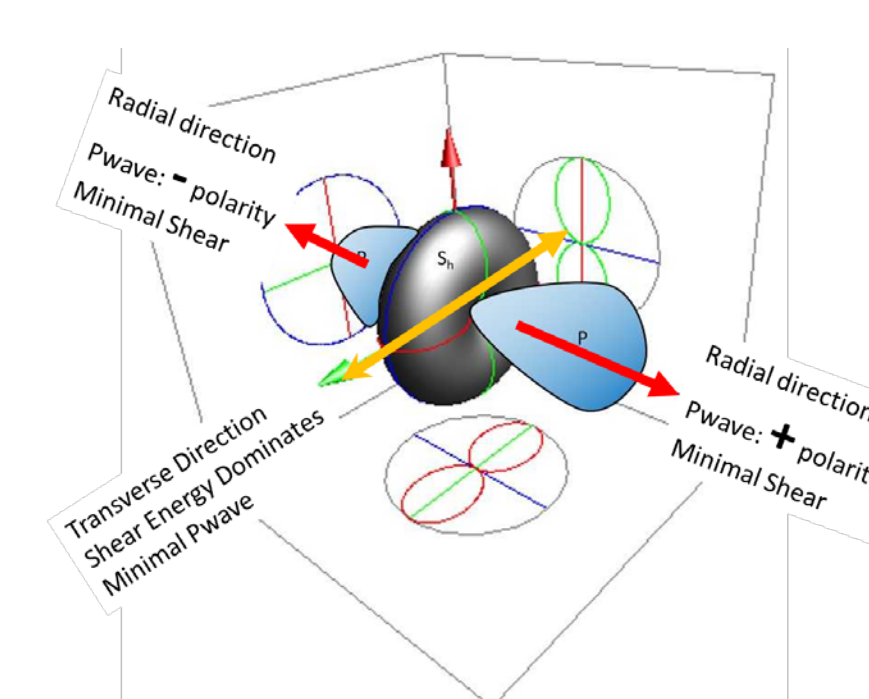 Radial direction
Pwave: - polarity
Minimal Shear
Sh
P
Radial direction
Pwave: +
Minimal Shear
Transverse Direction
Shear Energy Dominates
Minimal Pwave